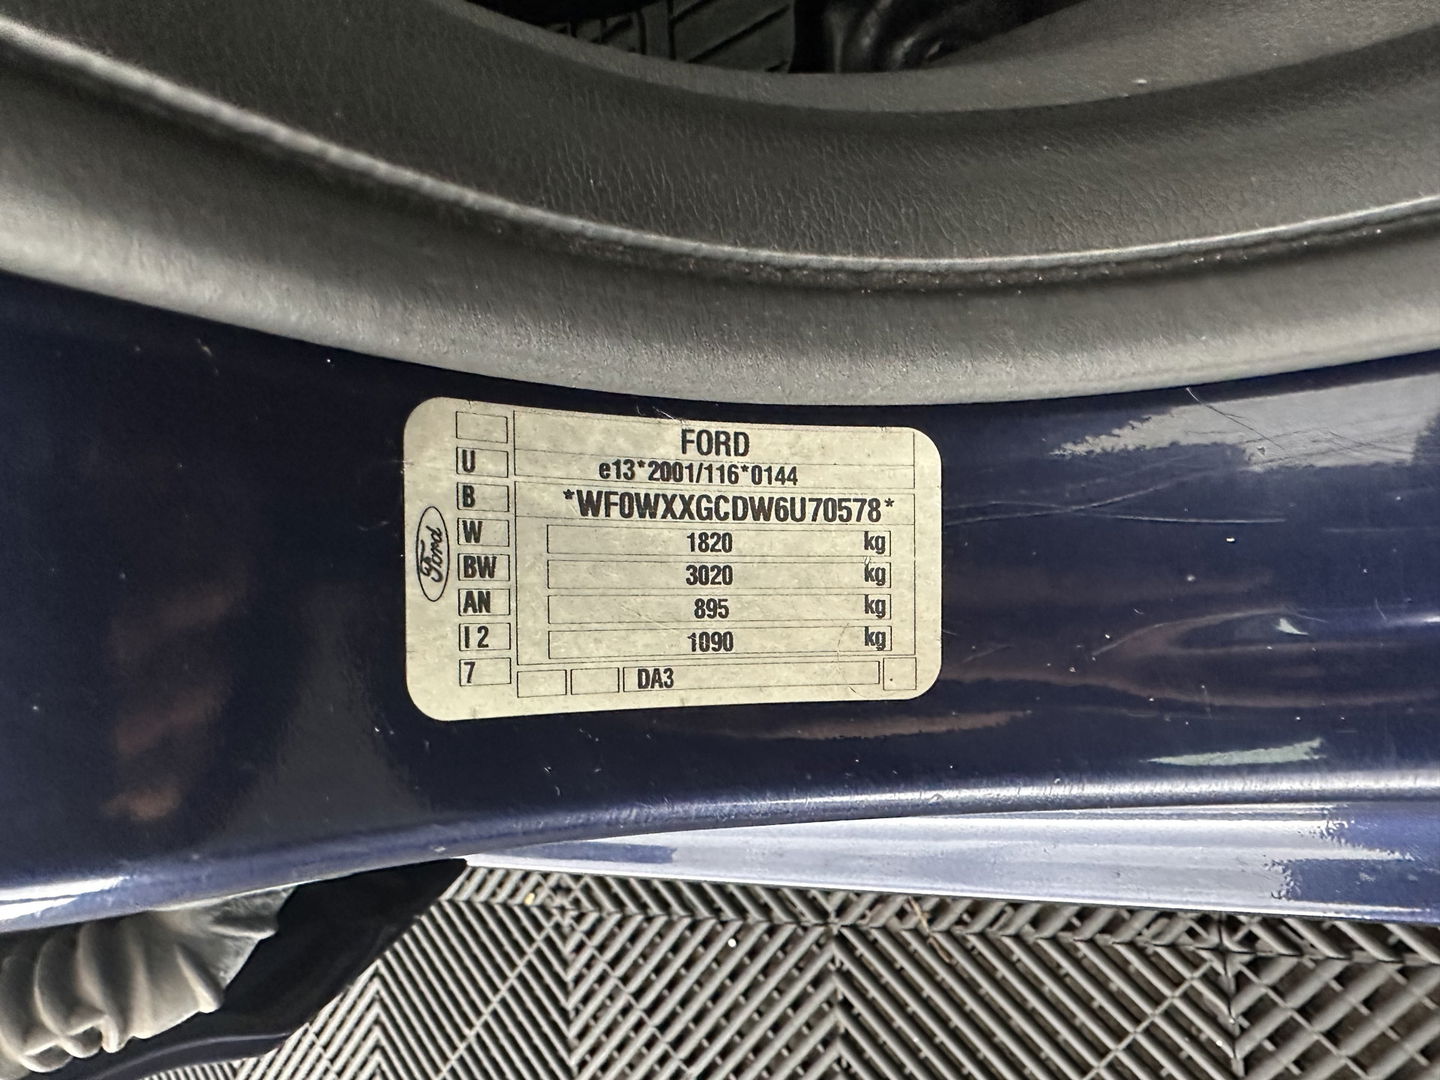 Ford
U
B
W
BW
AN
I 2
7
FORD
e13*2001/116*0144
*WF0WXXGCDW6U70578*
1820 kg
3020 kg
895 kg
1090 kg
DA3